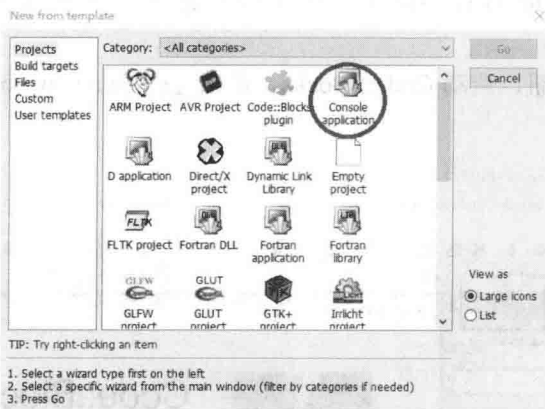 New from template
Projects
Build targets
Files
Custom
User templates
Category: <All categories>
Go
Cancel
ARM Project AVR Project Code::Blocks plugin Console application
D application Direct/X project Dynamic Link Library Empty project
FLTK
FLTK project Fortran DLL Fortran application Fortran library
GLFW GLUT
GLFW project GLUT project GTK+ project Irrlicht project
View as
Large icons
List
TIP: Try right-clicking an item
1. Select a wizard type first on the left
2. Select a specific wizard from the main window (filter by categories if needed)
3. Press Go